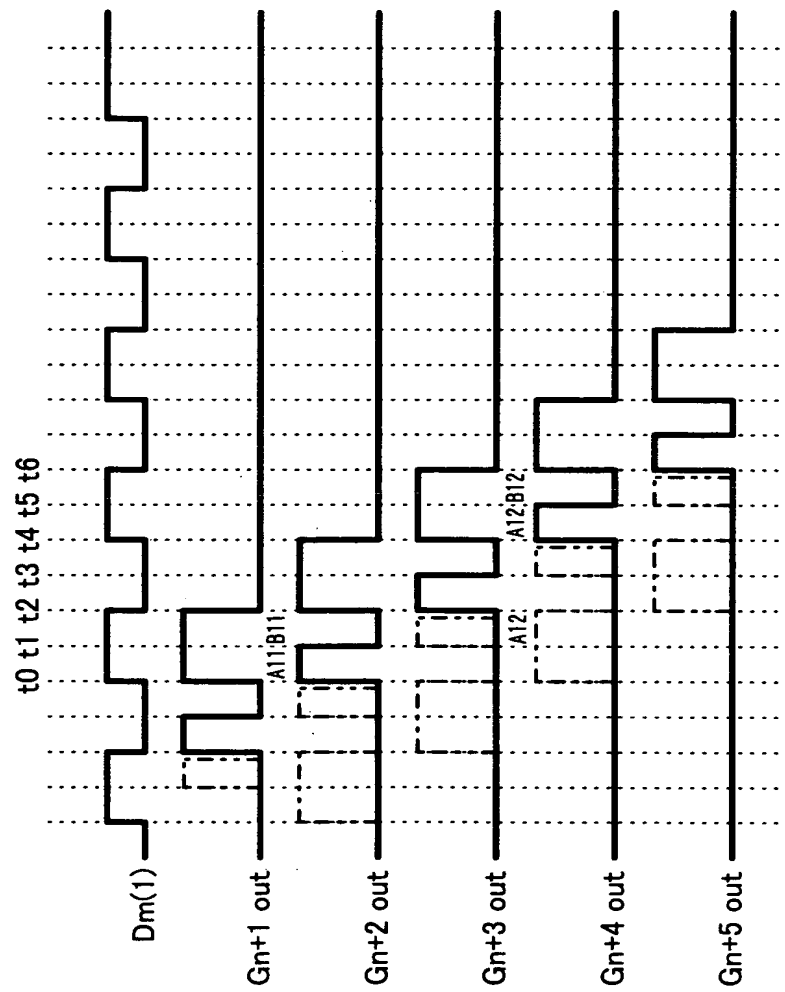 t0 t1 t2 t3 t4 t5 t6
Dm(1)
Gn+1 out
A11 B11
Gn+2 out
Gn+3 out
A12
A12 B12
Gn+4 out
Gn+5 out